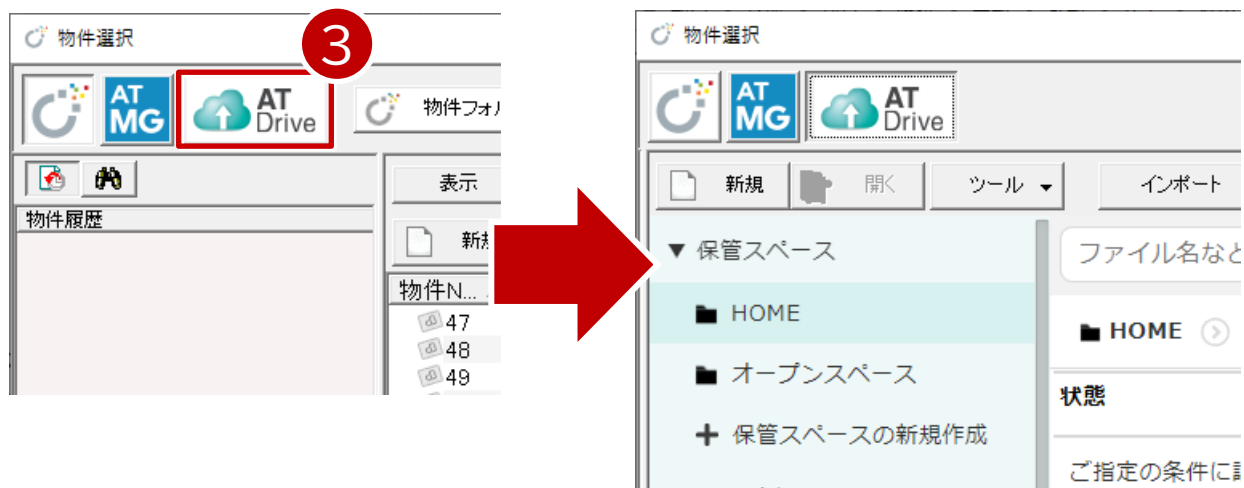 物件選択
3
AT
MG
AT
Drive
物件フォル
物件履歴
表示
新規
物件N...
47
48
49
物件選択
AT
MG
AT
Drive
新規
開く
ツール
インポート
▼ 保管スペース
HOME
オープンスペース
+ 保管スペースの新規作成
ファイル名など
HOME
状態
ご指定の条件に